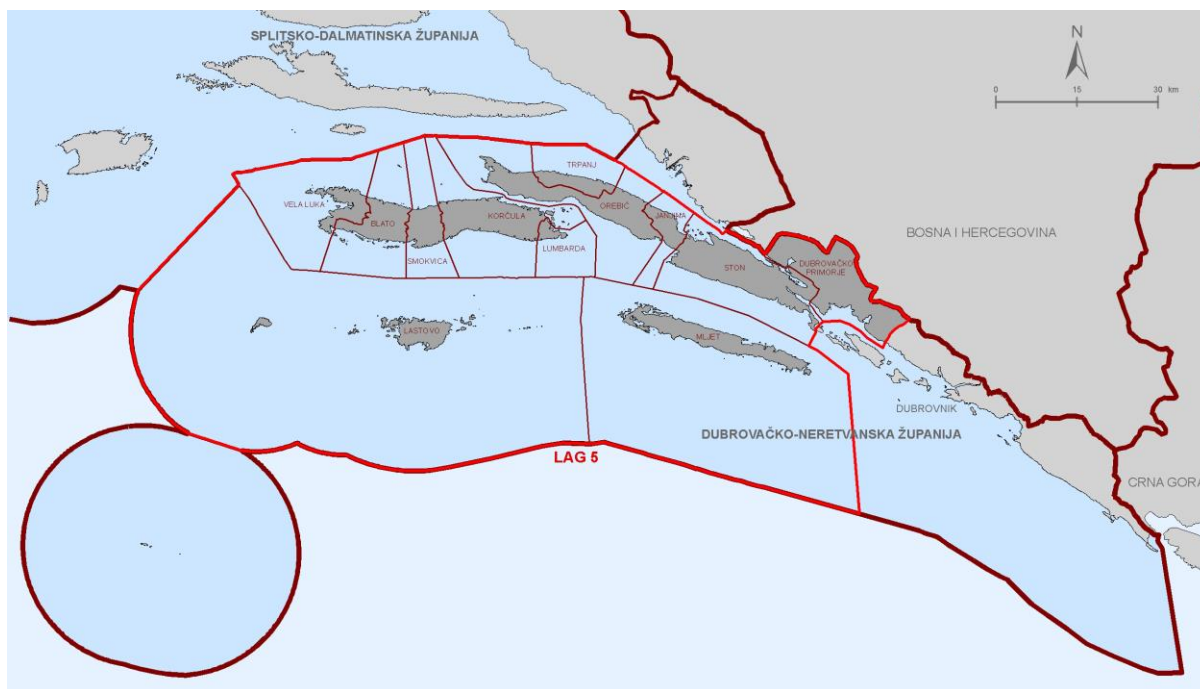 SPLITSKO-DALMATINSKA ŽUPANIJA
N
0 15 30 km
TRPANJ
VELA LUKA
OREBIĆ
BLATO
KORČULA
JANJINA
LUMBARDA
SMOKVICA
BOSNA I HERCEGOVINA
DUBROVAČKO
PRIMORJE
STON
LASTOVO
MLJET
DUBROVNIK
DUBROVAČKO-NERETVANSKA ŽUPANIJA
LAG 5
CRNA GORA